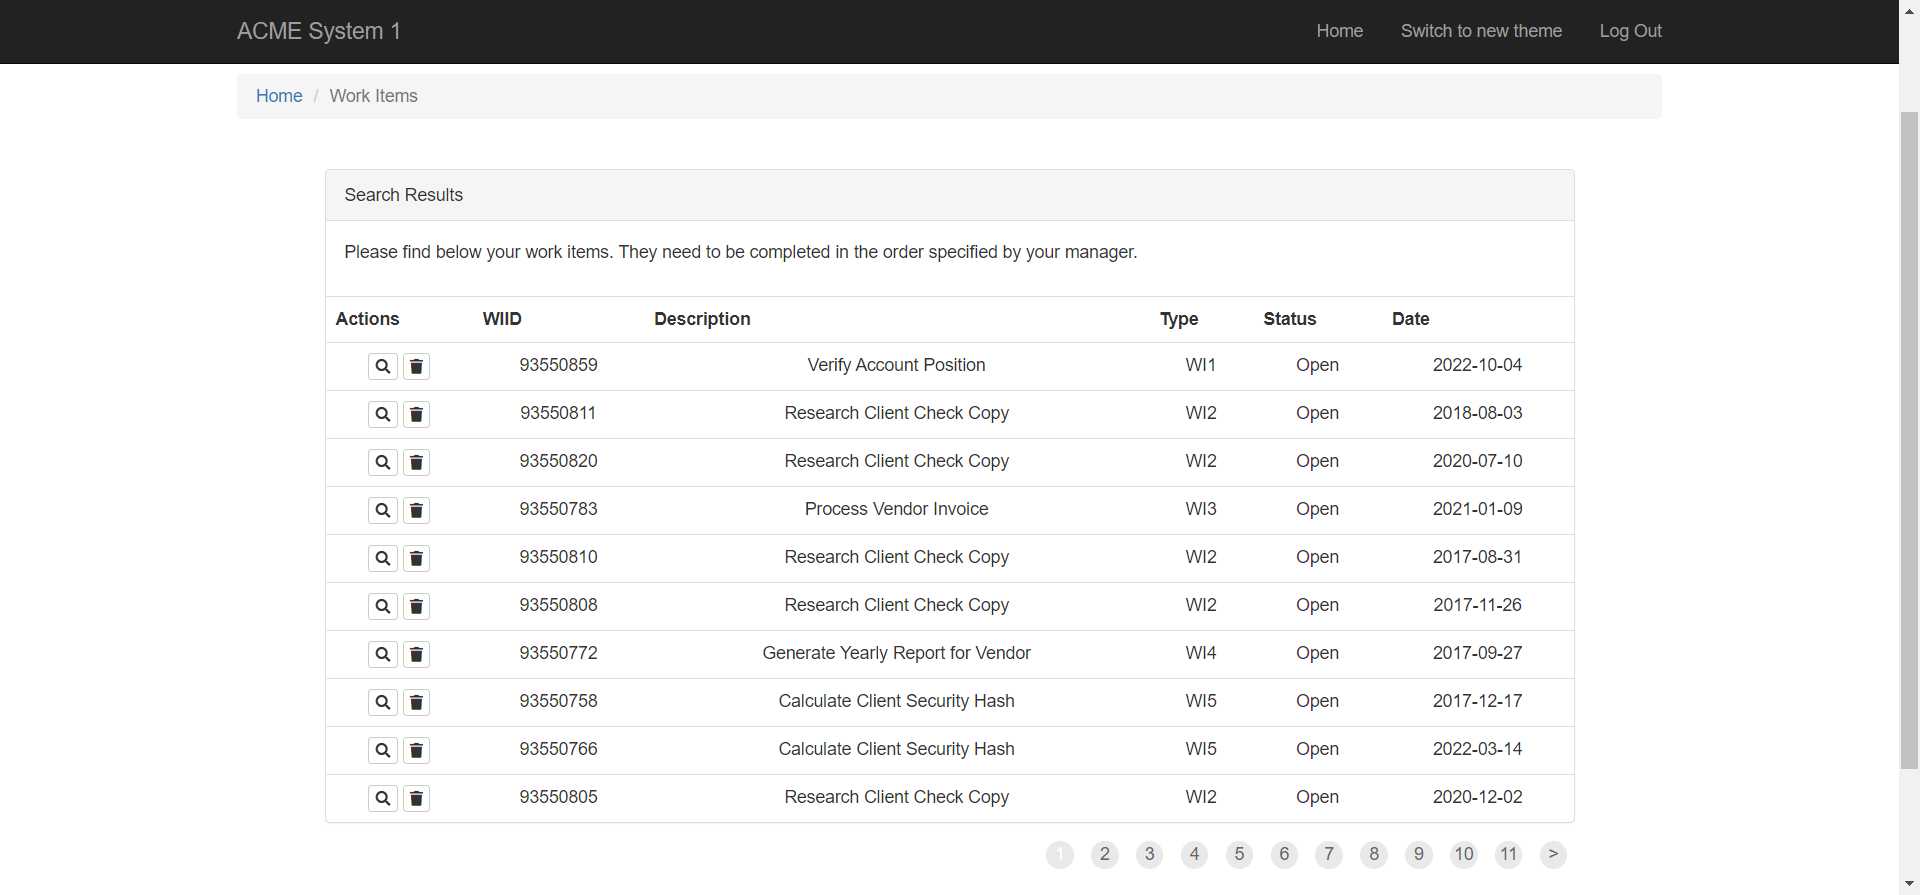 ACME System 1 Home Switch to new theme Log Out
Home / Work Items
Search Results
Please find below your work items. They need to be completed in the order specified by your manager.
Actions WIID Description Type Status Date
93550859 Verify Account Position WI1 Open 2022-10-04
93550811 Research Client Check Copy WI2 Open 2018-08-03
93550820 Research Client Check Copy WI2 Open 2020-07-10
93550783 Process Vendor Invoice WI3 Open 2021-01-09
93550810 Research Client Check Copy WI2 Open 2017-08-31
93550808 Research Client Check Copy WI2 Open 2017-11-26
93550772 Generate Yearly Report for Vendor WI4 Open 2017-09-27
93550758 Calculate Client Security Hash WI5 Open 2017-12-17
93550766 Calculate Client Security Hash WI5 Open 2022-03-14
93550805 Research Client Check Copy WI2 Open 2020-12-02
1 2 3 4 5 6 7 8 9 10 11 >